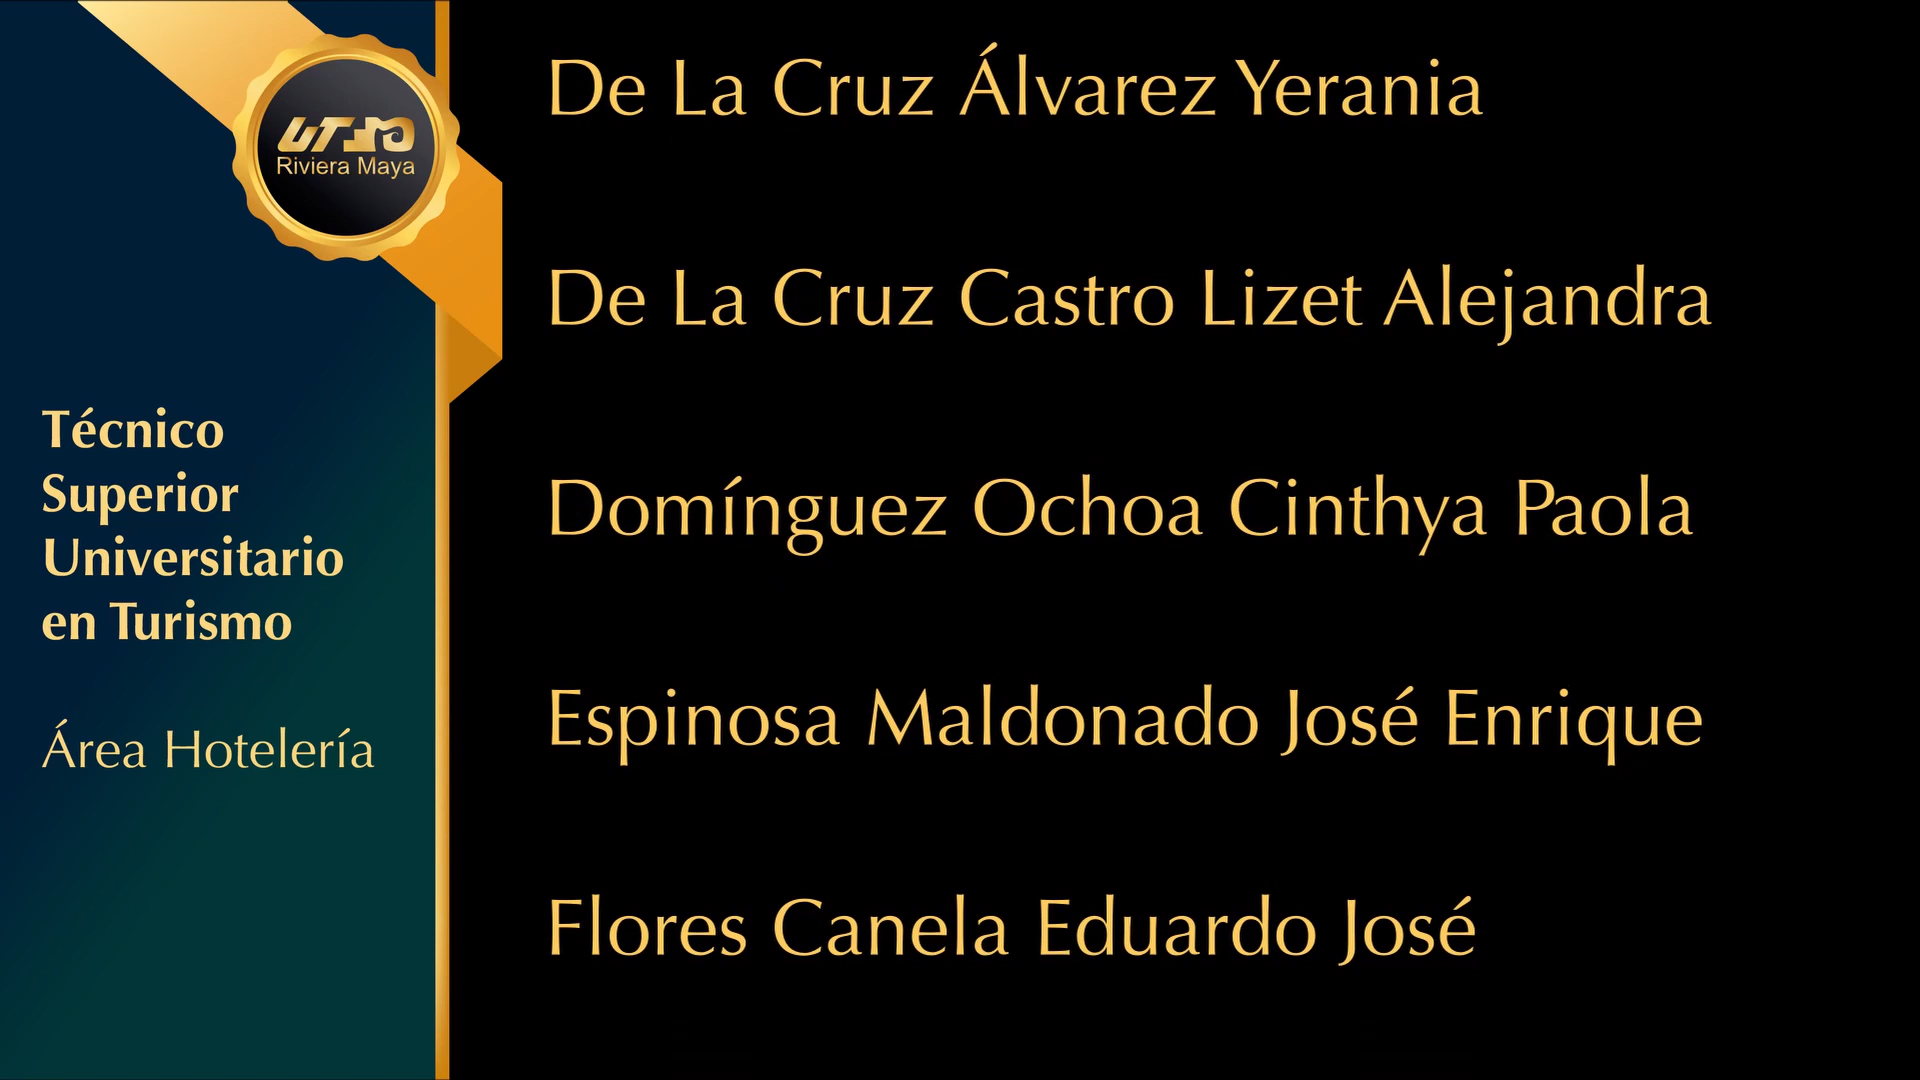 UT
Riviera Maya
Técnico
Superior
Universitario
en Turismo
Área Hotelería
De La Cruz Álvarez Yerania
De La Cruz Castro Lizet Alejandra
Domínguez Ochoa Cinthya Paola
Espinosa Maldonado José Enrique
Flores Canela Eduardo José